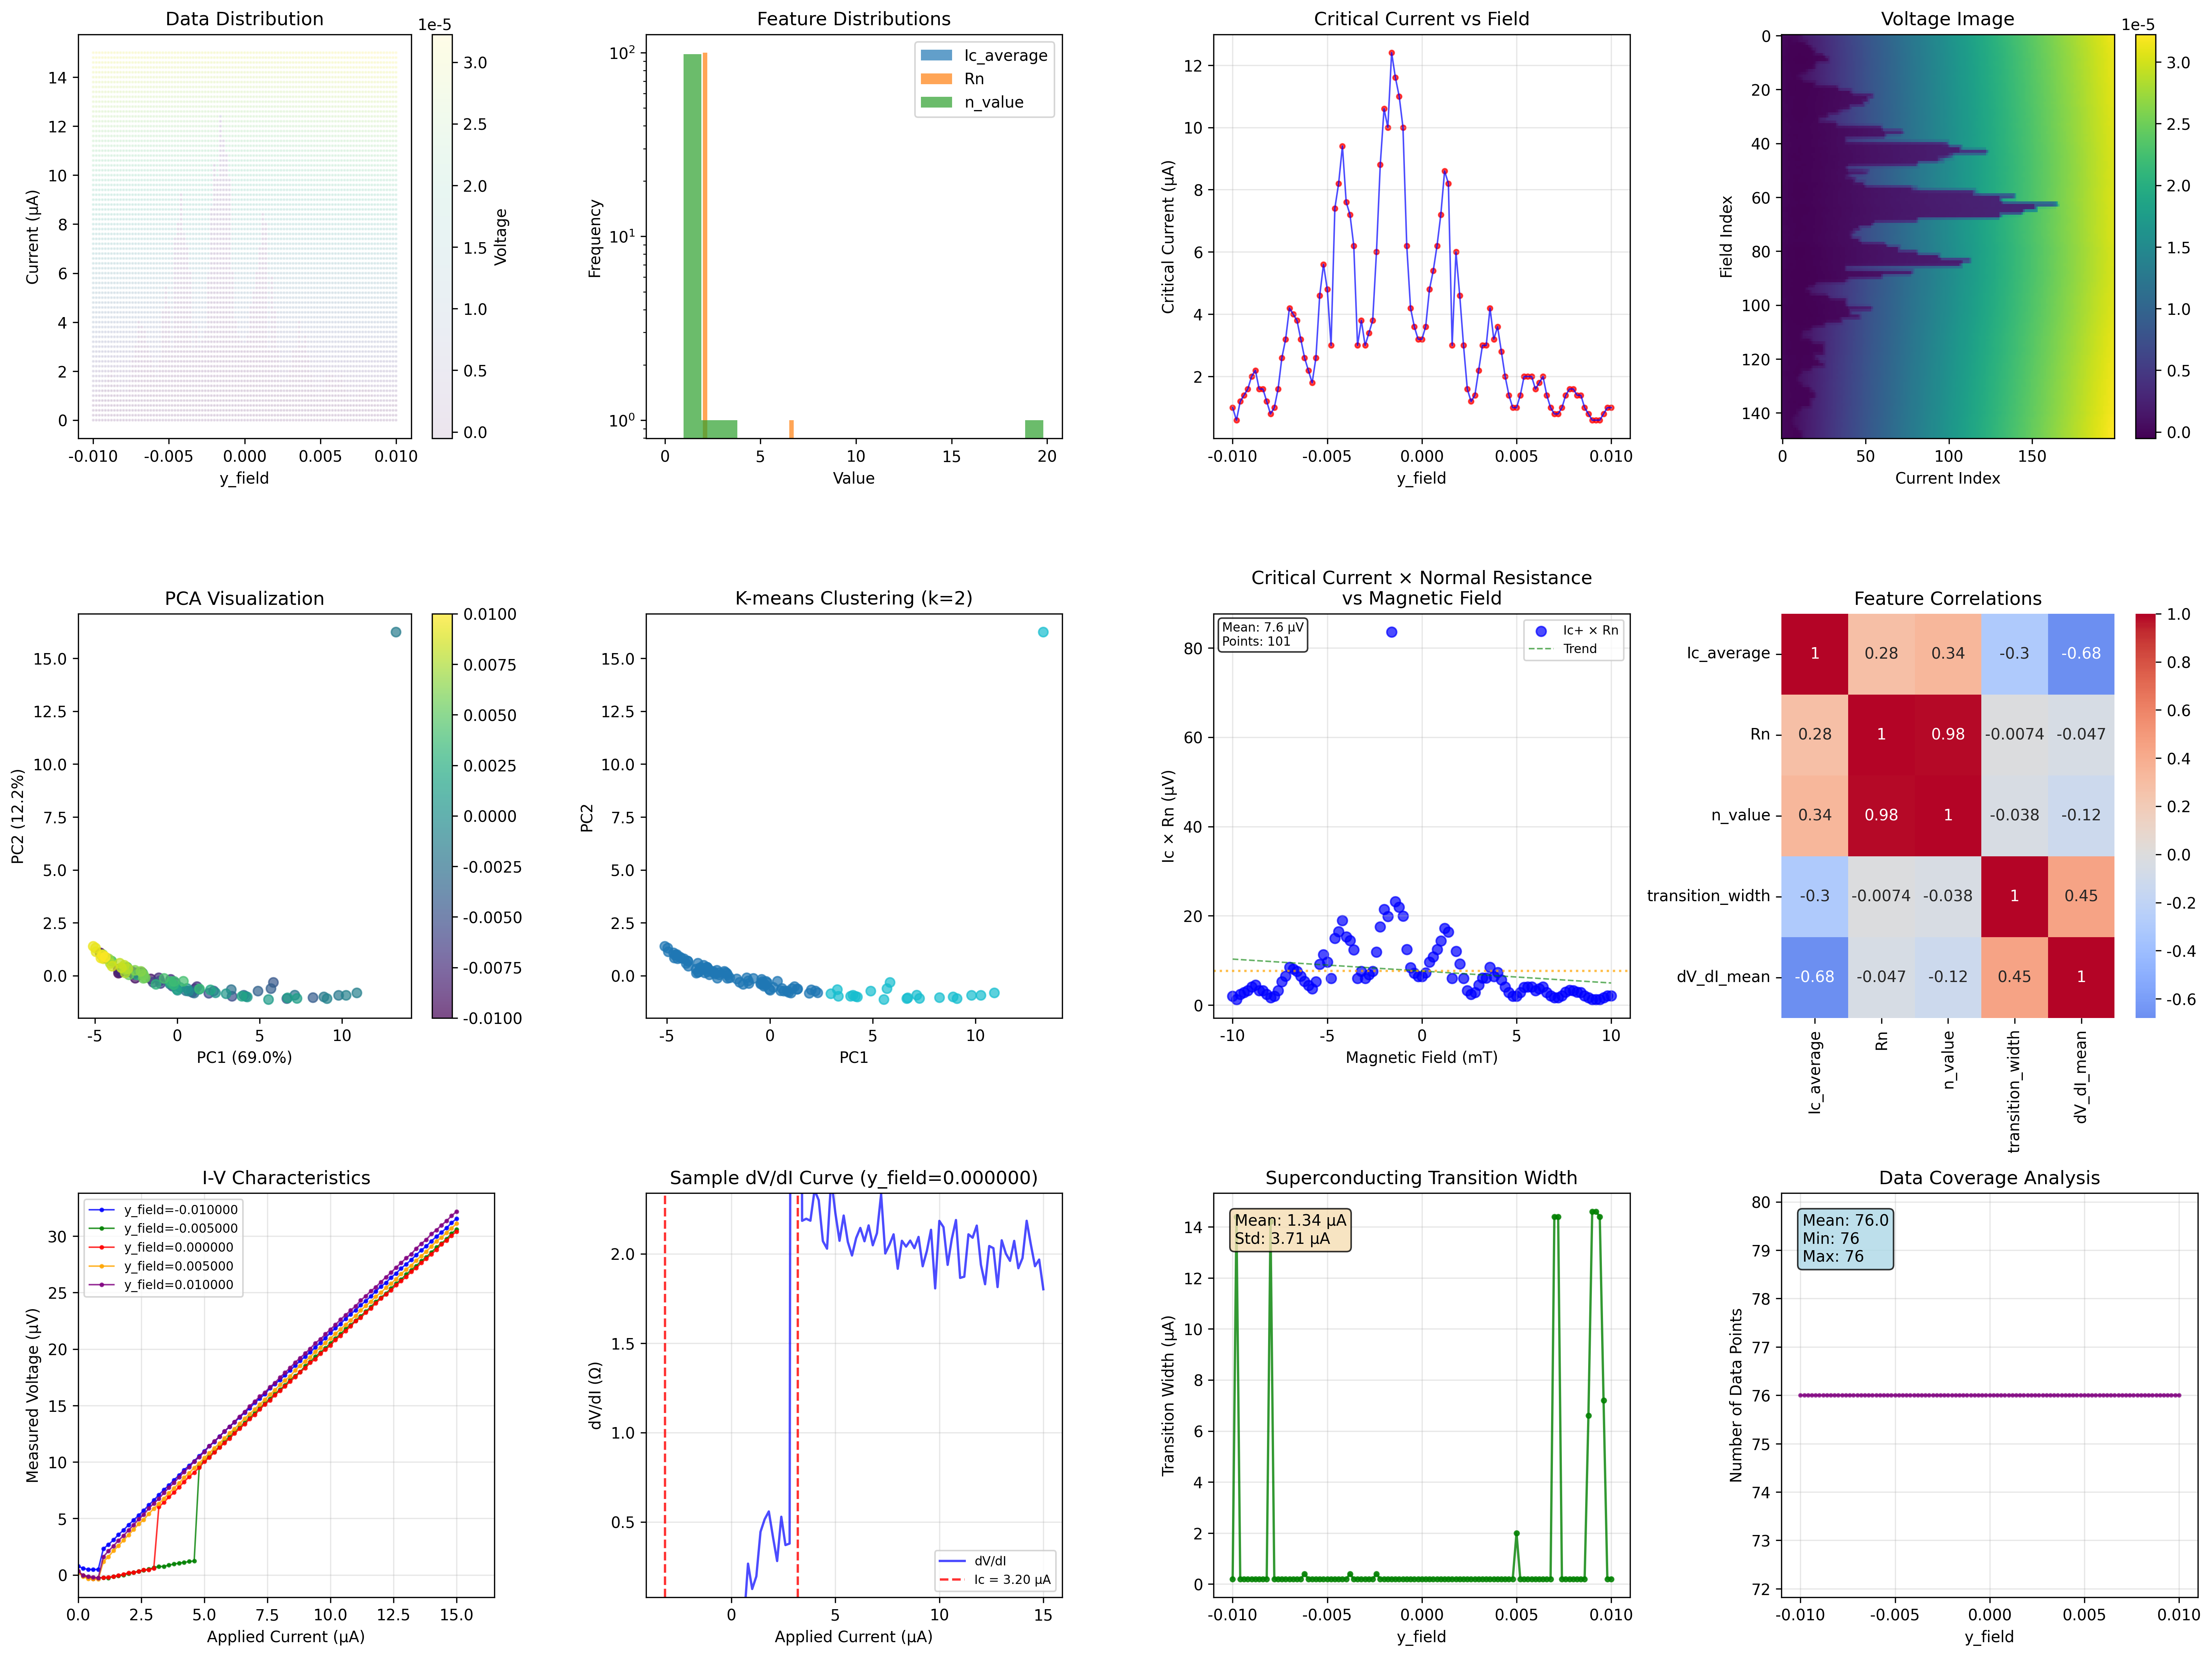 Data Distribution
1e-5
Current (μA)
14
12
10
8
6
4
2
0
-0.010 -0.005 0.000 0.005 0.010
y_field
3.0
2.5
2.0
1.5
1.0
0.5
0.0
Voltage
Feature Distributions
Frequency
10²
10¹
10⁰
Ic_average
Rn
n_value
0 5 10 15 20
Value
Critical Current vs Field
Critical Current (μA)
12
10
8
6
4
2
-0.010 -0.005 0.000 0.005 0.010
y_field
Voltage Image
1e-5
Field Index
0
20
40
60
80
100
120
140
0 50 100 150
Current Index
3.0
2.5
2.0
1.5
1.0
0.5
0.0
PCA Visualization
PC2 (12.2%)
15.0
12.5
10.0
7.5
5.0
2.5
0.0
-5 0 5 10
PC1 (69.0%)
0.0100
0.0075
0.0050
0.0025
0.0000
-0.0025
-0.0050
-0.0075
-0.0100
K-means Clustering (k=2)
PC2
15.0
12.5
10.0
7.5
5.0
2.5
0.0
-5 0 5 10
PC1
Critical Current × Normal Resistance
vs Magnetic Field
Mean: 7.6 μV
Points: 101
Ic+ × Rn
Trend
Ic × Rn (μV)
80
60
40
20
0
-10 -5 0 5 10
Magnetic Field (mT)
Feature Correlations
Ic_average 1 0.28 0.34 -0.3 -0.68
Rn 0.28 1 0.98 -0.0074 -0.047
n_value 0.34 0.98 1 -0.038 -0.12
transition_width -0.3 -0.0074 -0.038 1 0.45
dV_dI_mean -0.68 -0.047 -0.12 0.45 1
Ic_average Rn n_value transition_width dV_dI_mean
1.0
0.8
0.6
0.4
0.2
0.0
-0.2
-0.4
-0.6
I-V Characteristics
y_field=-0.010000
y_field=-0.005000
y_field=0.000000
y_field=0.005000
y_field=0.010000
Measured Voltage (μV)
30
25
20
15
10
5
0
0.0 2.5 5.0 7.5 10.0 12.5 15.0
Applied Current (μA)
Sample dV/dI Curve (y_field=0.000000)
dV/dI (Ω)
2.0
1.5
1.0
0.5
dV/dI
Ic = 3.20 μA
0 5 10 15
Applied Current (μA)
Superconducting Transition Width
Mean: 1.34 μA
Std: 3.71 μA
Transition Width (μA)
14
12
10
8
6
4
2
0
-0.010 -0.005 0.000 0.005 0.010
y_field
Data Coverage Analysis
Mean: 76.0
Min: 76
Max: 76
Number of Data Points
80
79
78
77
76
75
74
73
72
-0.010 -0.005 0.000 0.005 0.010
y_field